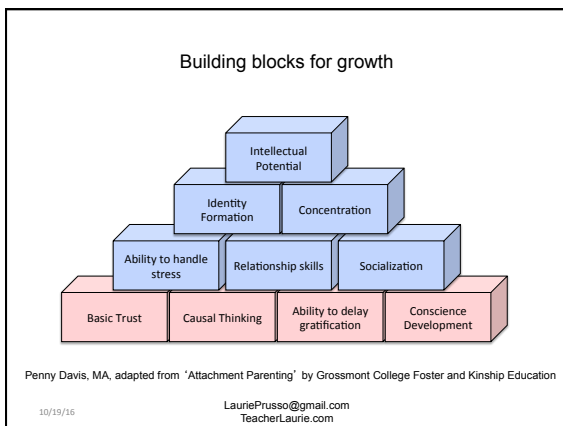 Building blocks for growth
Intellectual
Potential
Identity
Formation
Concentration
Ability to handle
stress
Relationship skills
Socialization
Basic Trust
Causal Thinking
Ability to delay
gratification
Conscience
Development
Penny Davis, MA, adapted from ‘Attachment Parenting’ by Grossmont College Foster and Kinship Education
10/19/16
LauriePrusso@gmail.com
TeacherLaurie.com